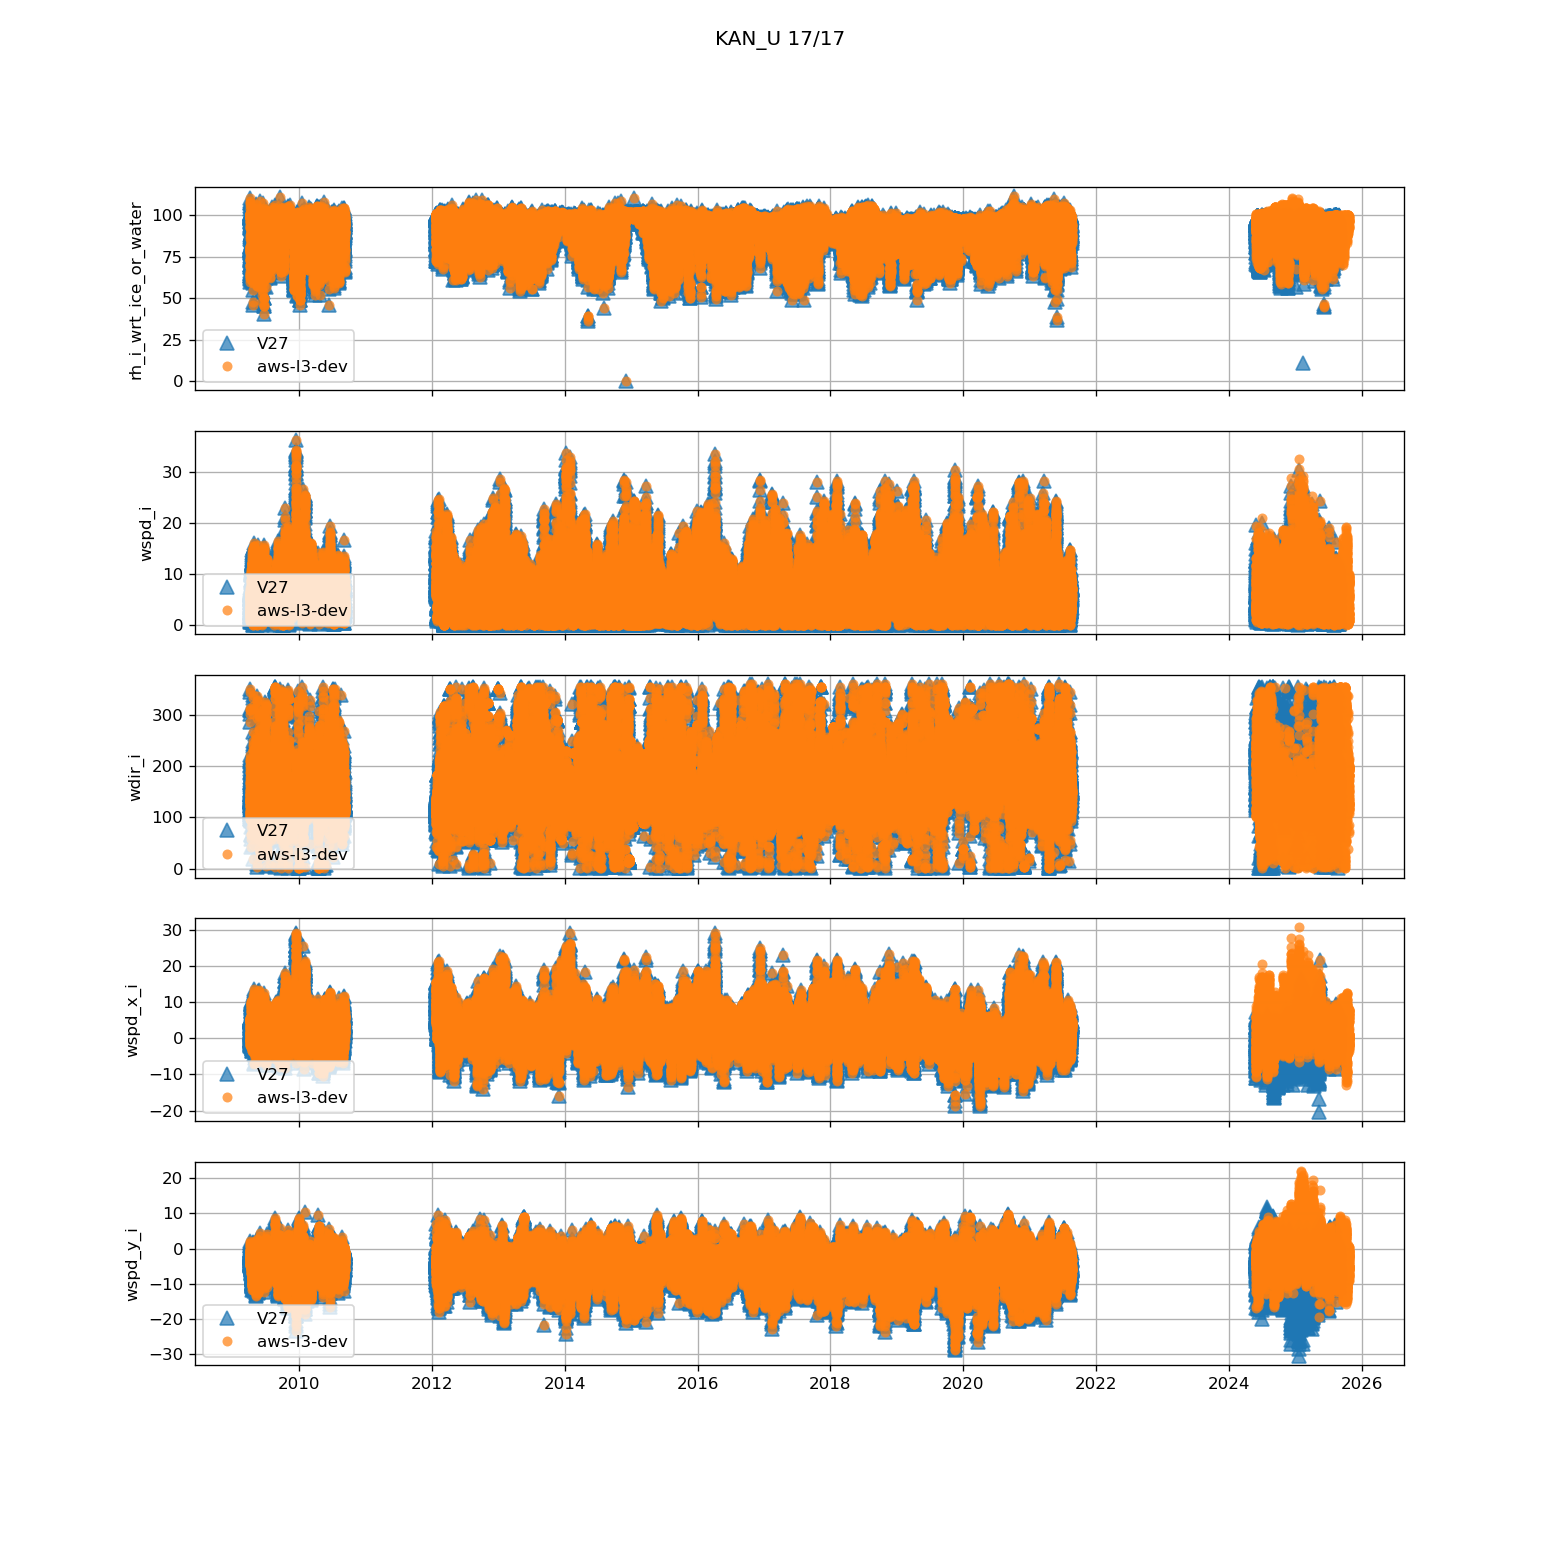 KAN_U 17/17
rh_i_wrt_ice_or_water
100
75
50
25
0
V27
aws-l3-dev
wspd_i
30
20
10
0
V27
aws-l3-dev
wdir_i
300
200
100
0
V27
aws-l3-dev
wspd_x_i
30
20
10
0
−10
−20
V27
aws-l3-dev
wspd_y_i
20
10
0
−10
−20
−30
V27
aws-l3-dev
2010 2012 2014 2016 2018 2020 2022 2024 2026